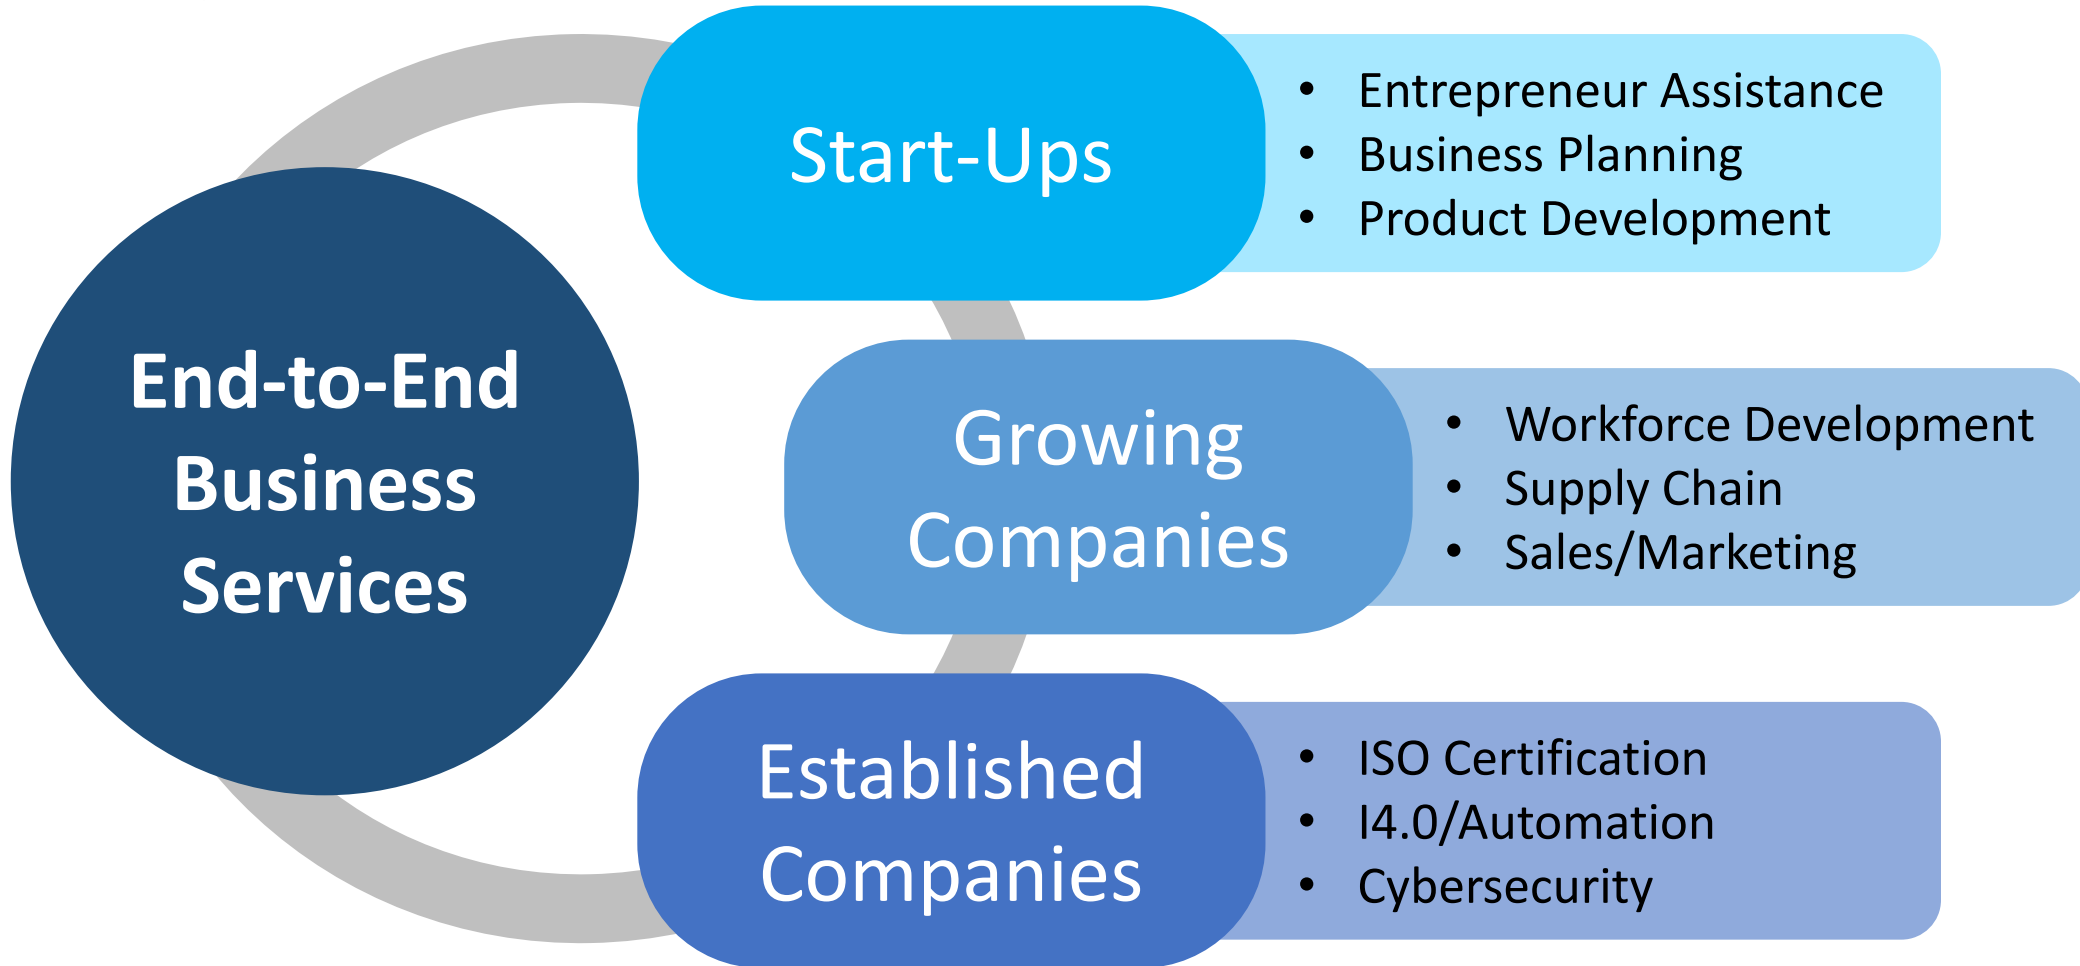 End-to-End
Business
Services
Start-Ups
• Entrepreneur Assistance
• Business Planning
• Product Development
Growing
Companies
• Workforce Development
• Supply Chain
• Sales/Marketing
Established
Companies
• ISO Certification
• I4.0/Automation
• Cybersecurity